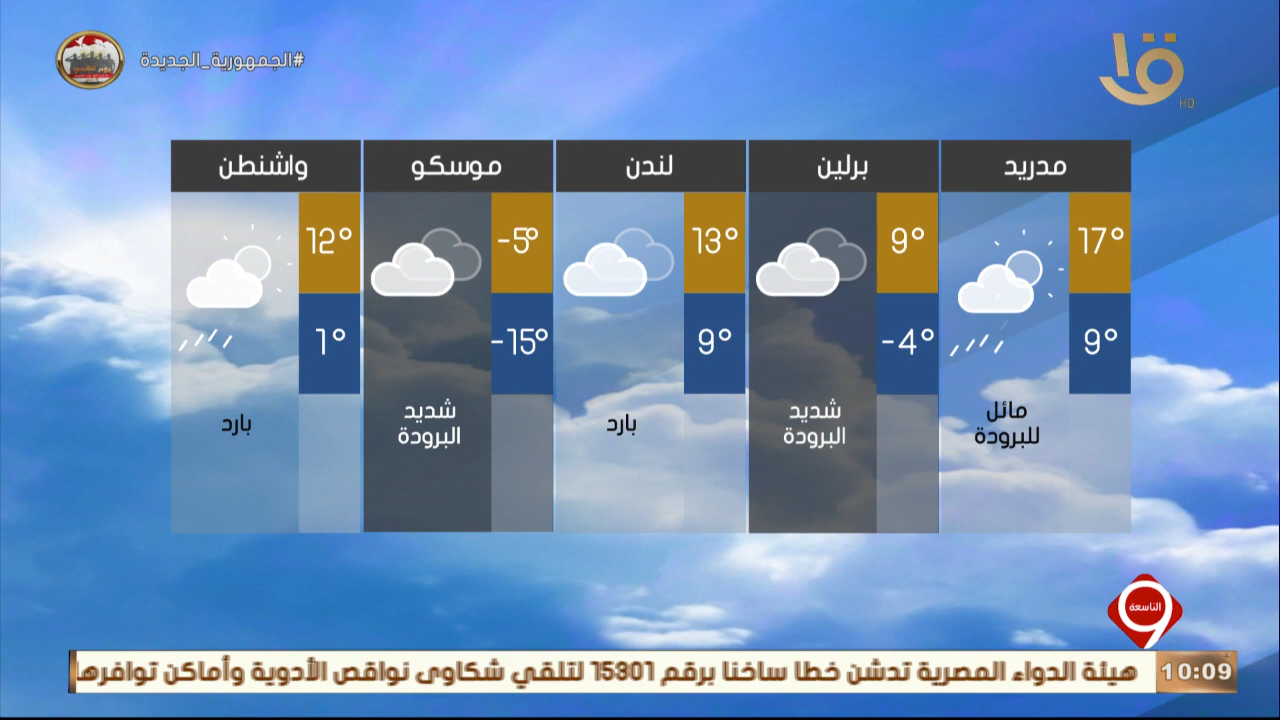 #الجمهورية_الجديدة
HD
مدريد
17°
9°
مائل
للبرودة
برلين
9°
-4°
شديد
البرودة
لندن
13°
9°
بارد
موسكو
-5°
-15°
شديد
البرودة
واشنطن
12°
1°
بارد
التاسعة
9
10:09
هيئة الدواء المصرية تدشن خطا ساخنا برقم 15301 لتلقي شكاوى نواقص الأدوية وأماكن توافرها